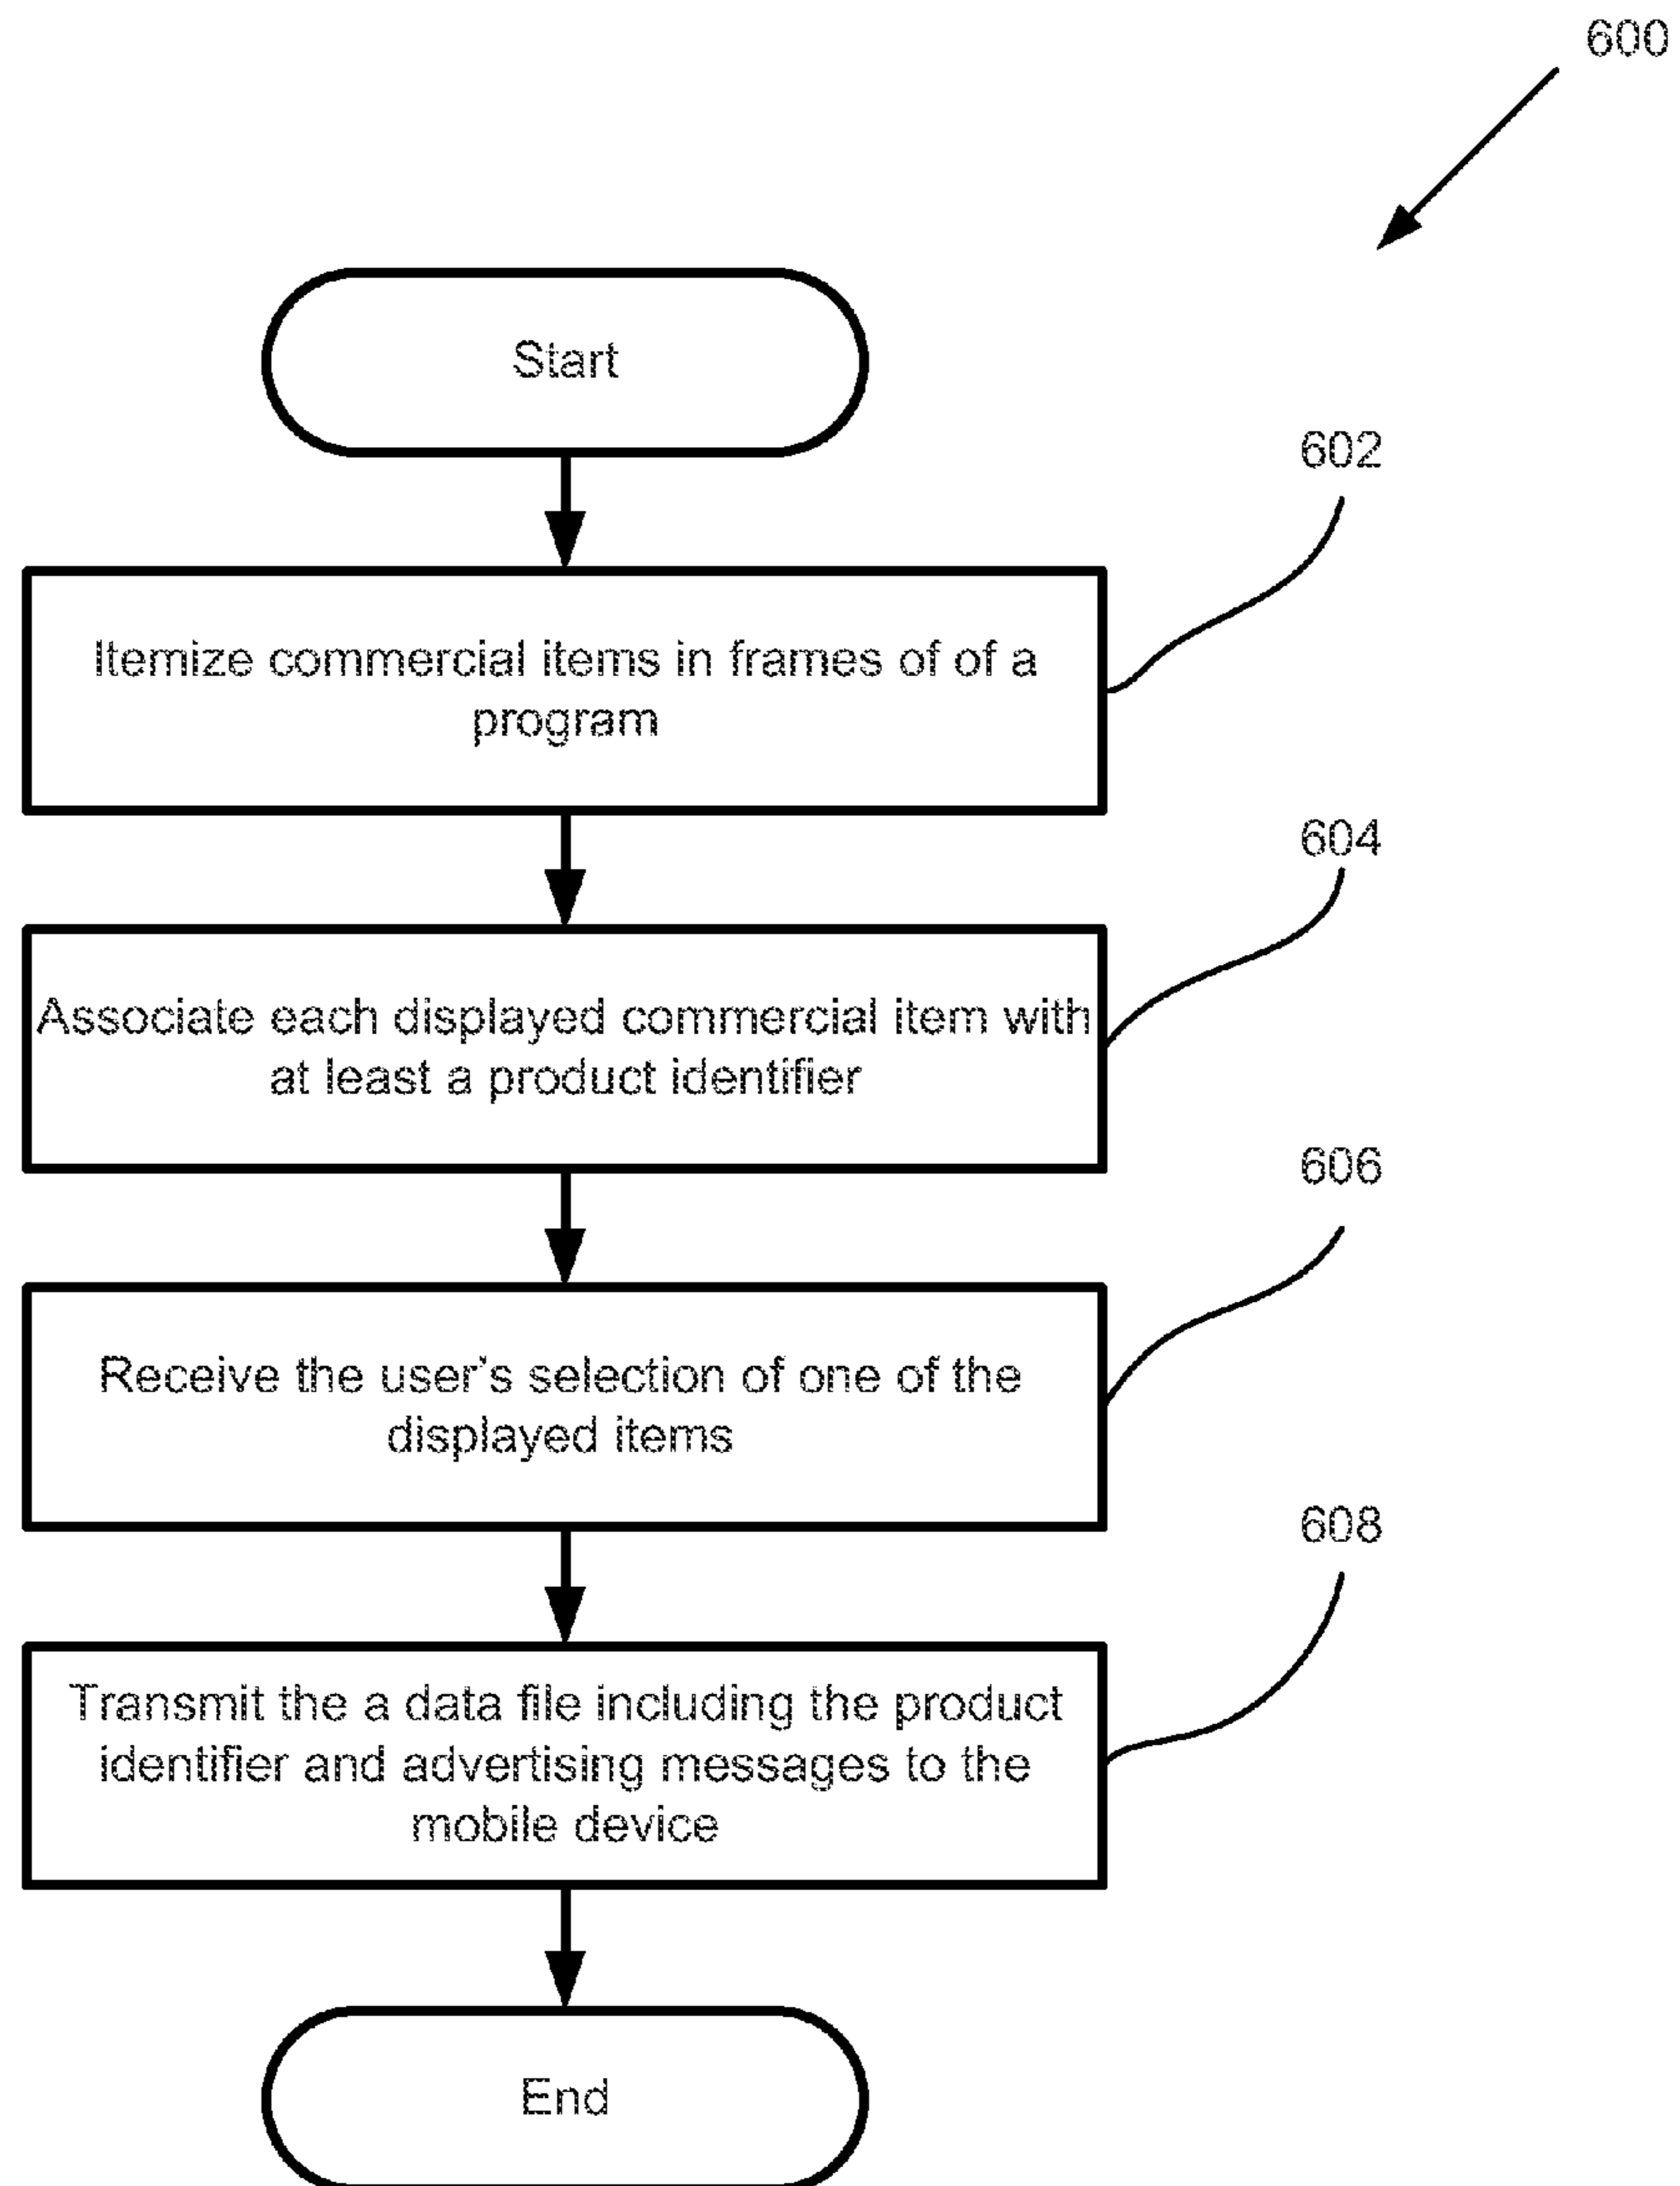 600
Start
602
Itemize commercial items in frames of of a
program
604
Associate each displayed commercial item with
at least a product identifier
606
Receive the user's selection of one of the
displayed items
608
Transmit the a data file including the product
identifier and advertising messages to the
mobile device
End